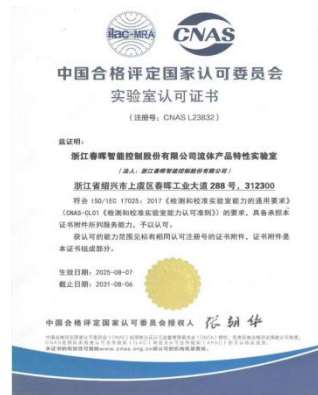 ilac-MRA
CNAS
中国合格评定国家认可委员会
实验室认可证书
(注册号：CNAS L23832)
兹证明：
浙江春晖智能控制股份有限公司流体产品特性实验室
(法人：浙江春晖智能控制股份有限公司)
浙江省绍兴市上虞区春晖工业大道 288 号，312300
符合 ISO/IEC 17025：2017《检测和校准实验室能力的通用要求》
(CNAS-CL01《检测和校准实验室能力认可准则》) 的要求，具备承担本
证书附件所列服务能力，予以认可。
获认可的能力范围见标有相同认可注册号的证书附件，证书附件是
本证书组成部分。
生效日期：2025-08-07
截止日期：2031-08-06
中国合格评定国家认可委员会授权人 张朝华